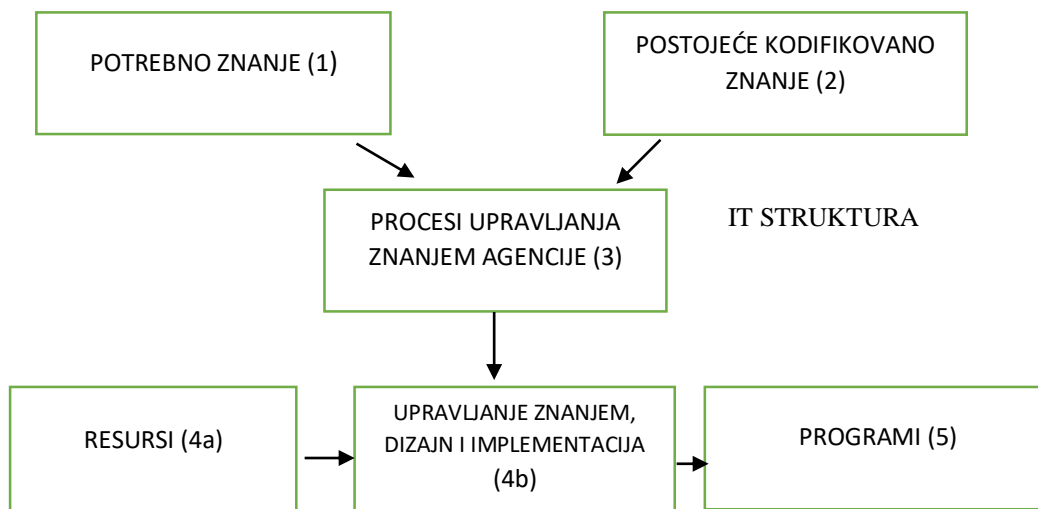 POTREBNO ZNANJE (1)
POSTOJEĆE KODIFIKOVANO
ZNANJE (2)
PROCESI UPRAVLJANJA
ZNANJEM AGENCIJE (3)
IT STRUKTURA
RESURSI (4a)
UPRAVLJANJE ZNANJEM,
DIZAJN I IMPLEMENTACIJA
(4b)
PROGRAMI (5)